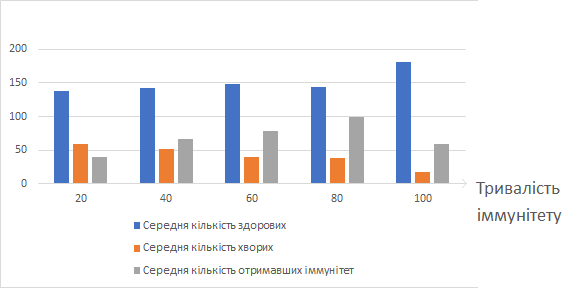 200
150
100
50
0
20 40 60 80 100
Тривалість
іммунітету
Середня кількість здорових
Середня кількість хворих
Середня кількість отримавших іммунітет